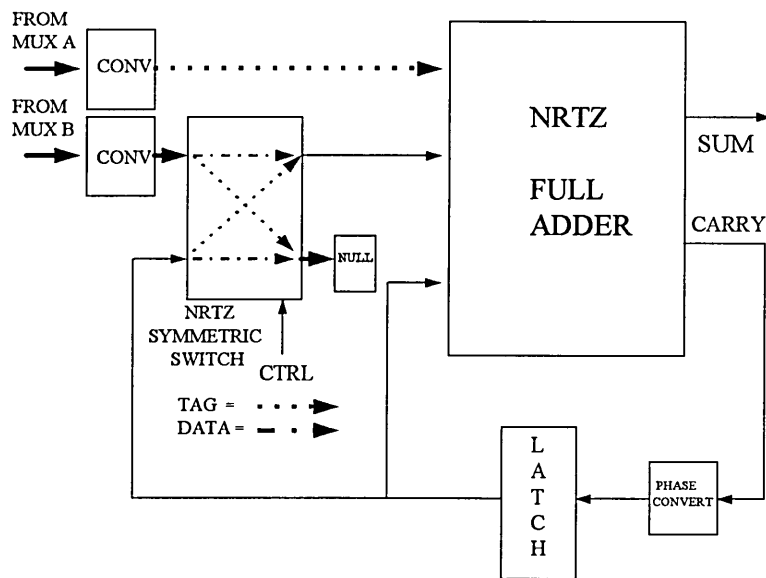 FROM
MUX A
CONV
FROM
MUX B
CONV
NRTZ
FULL
ADDER
SUM
CARRY
NULL
NRTZ
SYMMETRIC
SWITCH
CTRL
TAG =
DATA =
LATCH
PHASE
CONVERT